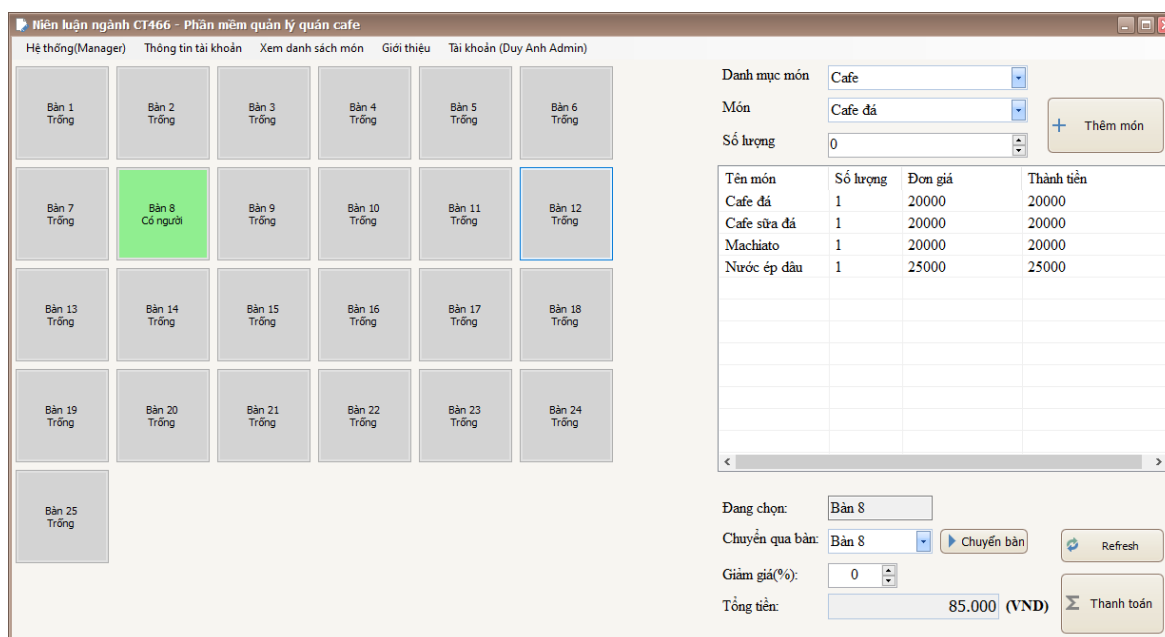 Niên luận ngành CT466 - Phần mềm quản lý quán cafe
Hệ thống(Manager) Thông tin tài khoản Xem danh sách món Giới thiệu Tài khoản (Duy Anh Admin)
Bàn 1
Trống
Bàn 2
Trống
Bàn 3
Trống
Bàn 4
Trống
Bàn 5
Trống
Bàn 6
Trống
Bàn 7
Trống
Bàn 8
Có người
Bàn 9
Trống
Bàn 10
Trống
Bàn 11
Trống
Bàn 12
Trống
Bàn 13
Trống
Bàn 14
Trống
Bàn 15
Trống
Bàn 16
Trống
Bàn 17
Trống
Bàn 18
Trống
Bàn 19
Trống
Bàn 20
Trống
Bàn 21
Trống
Bàn 22
Trống
Bàn 23
Trống
Bàn 24
Trống
Bàn 25
Trống
Danh mục món Cafe
Món Cafe đá
Số lượng 0
Thêm món
Tên món Số lượng Đơn giá Thành tiền
Cafe đá 1 20000 20000
Cafe sữa đá 1 20000 20000
Machiato 1 20000 20000
Nước ép dâu 1 25000 25000
Đang chọn: Bàn 8
Chuyển qua bàn: Bàn 8 Chuyển bàn
Refresh
Giảm giá(%): 0
Tổng tiền: 85.000 (VND)
Thanh toán